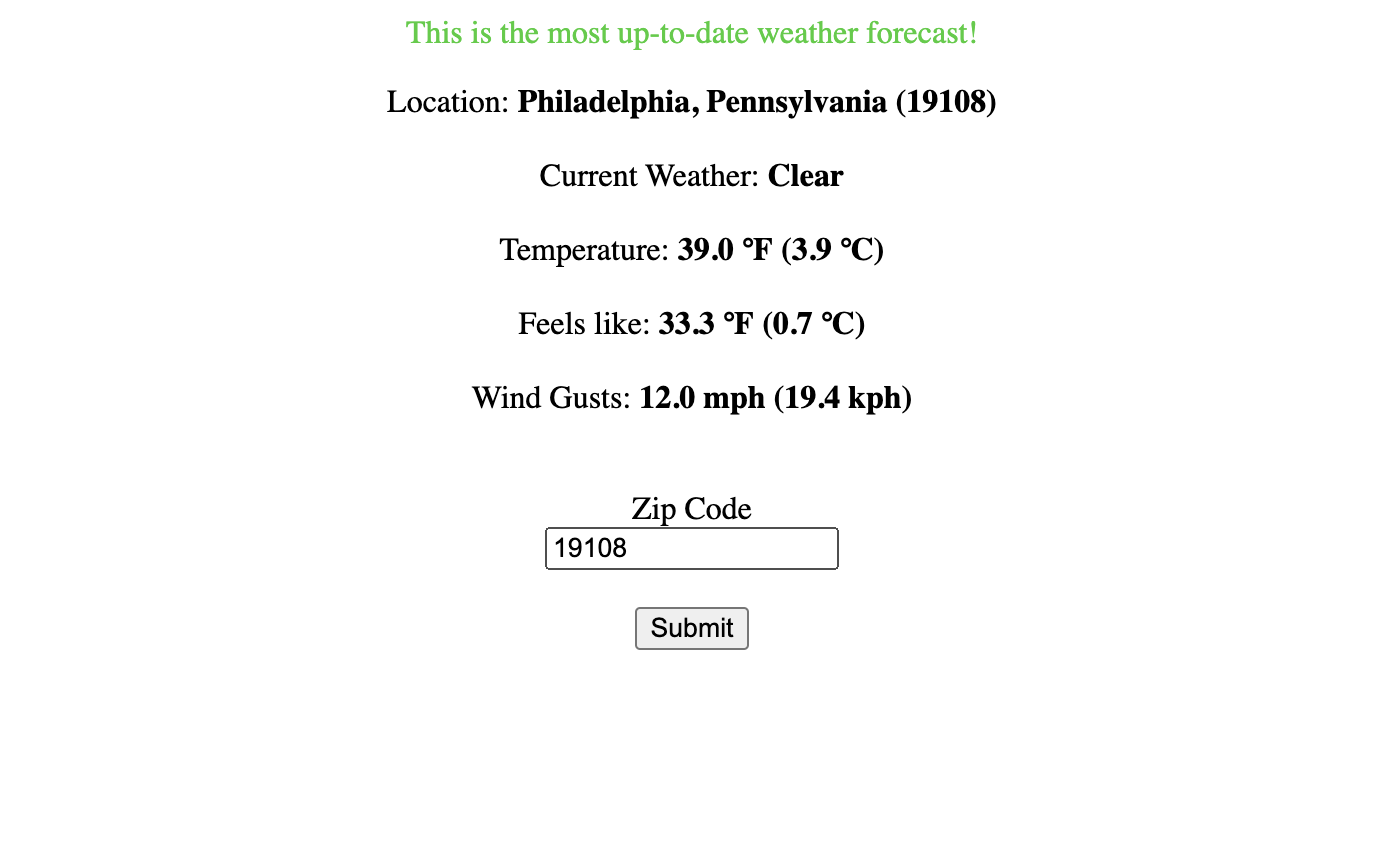 This is the most up-to-date weather forecast!
Location: Philadelphia, Pennsylvania (19108)
Current Weather: Clear
Temperature: 39.0 °F (3.9 °C)
Feels like: 33.3 °F (0.7 °C)
Wind Gusts: 12.0 mph (19.4 kph)
Zip Code
19108
Submit